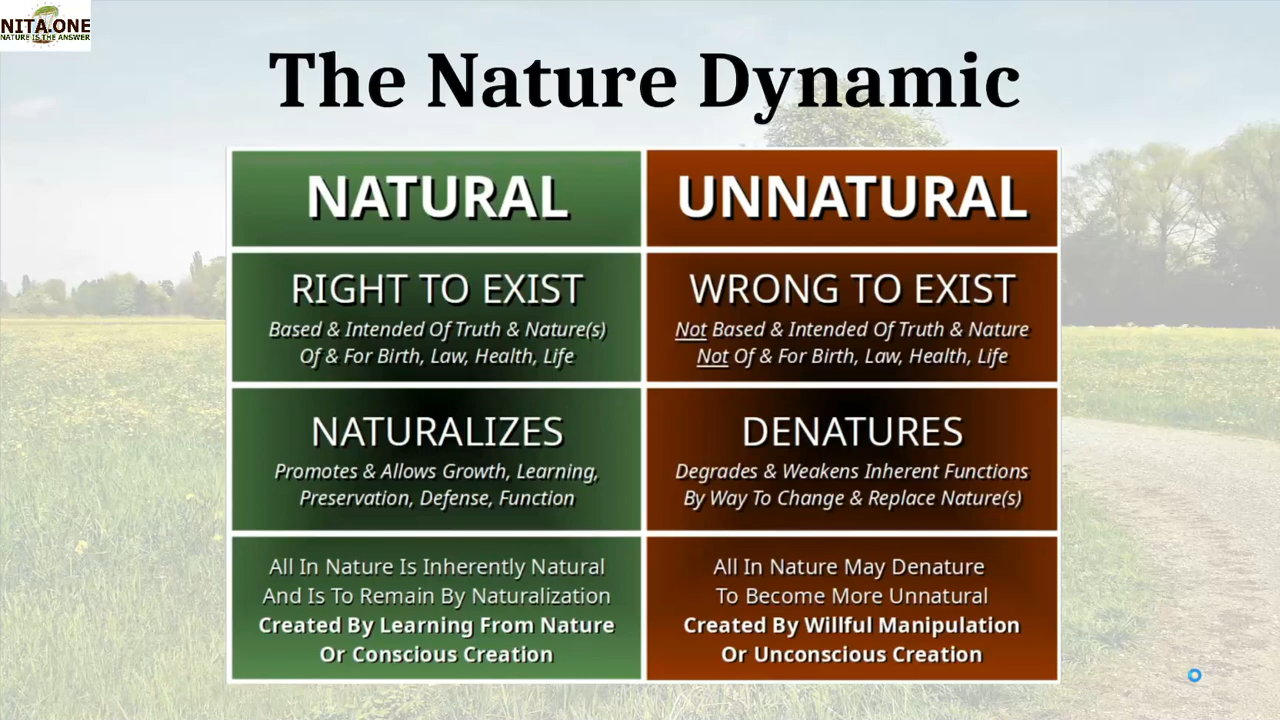 NITA.ONE
NATURE IS THE ANSWER
The Nature Dynamic
NATURAL
UNNATURAL
RIGHT TO EXIST
Based & Intended Of Truth & Nature(s)
Of & For Birth, Law, Health, Life
WRONG TO EXIST
Not Based & Intended Of Truth & Nature
Not Of & For Birth, Law, Health, Life
NATURALIZES
Promotes & Allows Growth, Learning,
Preservation, Defense, Function
DENATURES
Degrades & Weakens Inherent Functions
By Way To Change & Replace Nature(s)
All In Nature Is Inherently Natural
And Is To Remain By Naturalization
Created By Learning From Nature
Or Conscious Creation
All In Nature May Denature
To Become More Unnatural
Created By Willful Manipulation
Or Unconscious Creation